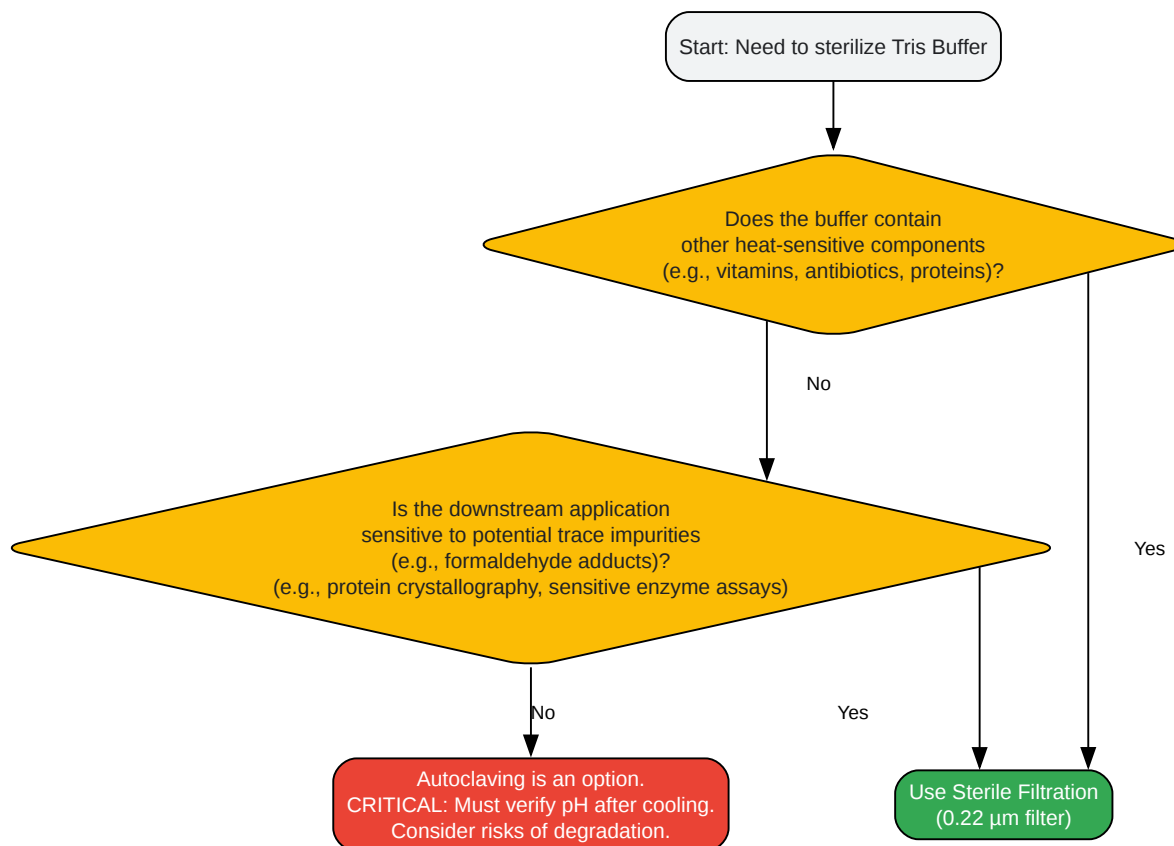 Start: Need to sterilize Tris Buffer
Does the buffer contain
other heat-sensitive components
(e.g., vitamins, antibiotics, proteins)?
No
Yes
Is the downstream application
sensitive to potential trace impurities
(e.g., formaldehyde adducts)?
(e.g., protein crystallography, sensitive enzyme assays)
No
Yes
Autoclaving is an option.
CRITICAL: Must verify pH after cooling.
Consider risks of degradation.
Use Sterile Filtration
(0.22 µm filter)